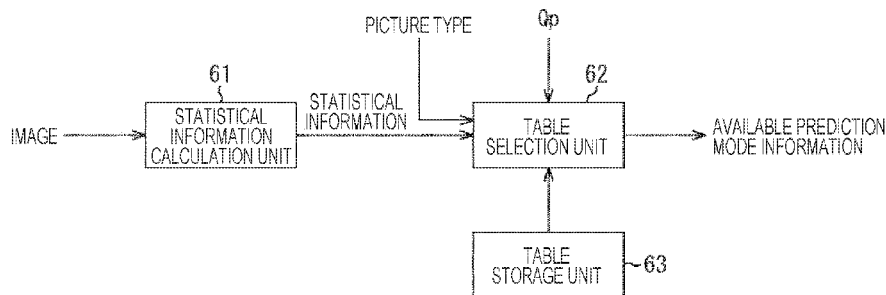 PICTURE TYPE
Qp
61
62
STATISTICAL
INFORMATION
CALCULATION UNIT
STATISTICAL
INFORMATION
IMAGE
TABLE
SELECTION UNIT
AVAILABLE PREDICTION
MODE INFORMATION
TABLE
STORAGE UNIT
63